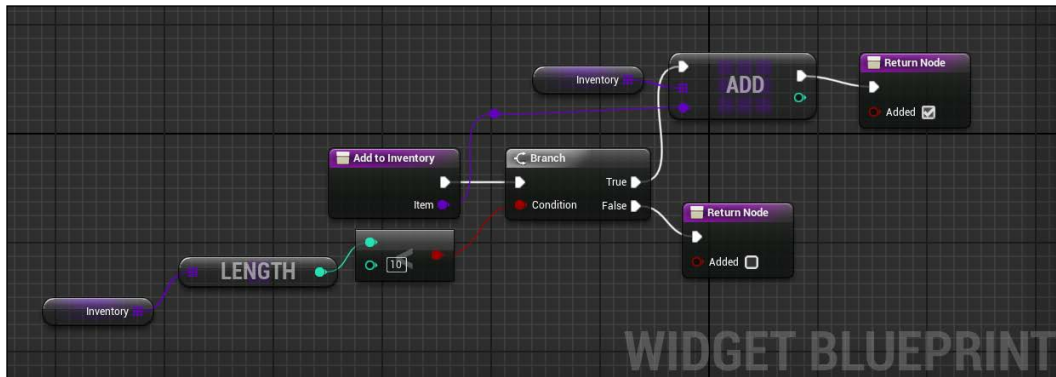 Inventory
ADD
Return Node
Added
Add to Inventory
Item
Branch
True
Condition
False
Return Node
Added
LENGTH
10
Inventory
WIDGET BLUEPRINT